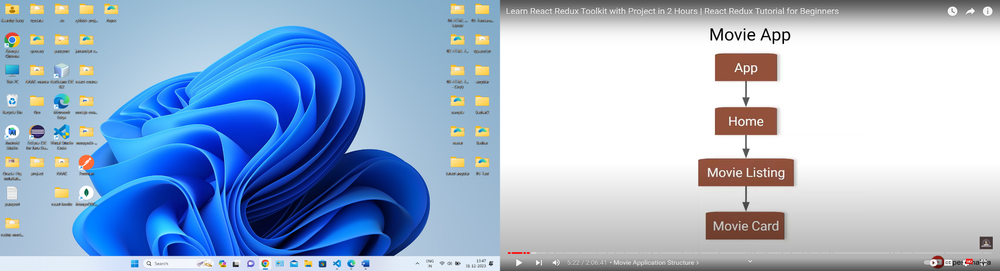 Keerthy Baby
update
.vs
github-proj...
Async
Google
Chrome
grocery
passport
javascript-c...
This PC
NAAC-master
NetBeans IDE
8.2
react-course
Recycle Bin
Giro
Microsoft
Edge
nodejs-cou...
Android
Studio
Eclipse IDE
for Java De...
Visual Studio
Code
mongodb-...
Oracle 11g
installati...
project
NAAC
Postman
passport
react-hooks
MongoDBC...
redux-movi...
04-HTML-...
layout
01-Fundam...
02-HTML-f...
typescript
03-HTML-f...
- Copy
angular
sample
kesher2
meser
kesher
latest angular
01-Test
Search
ENG
IN
13:47
31-12-2023
Learn React Redux Toolkit with Project in 2 Hours | React Redux Tutorial for Beginners
Movie App
App
Home
Movie Listing
Movie Card
5:22 / 2:06:41 • Movie Application Structure
HD